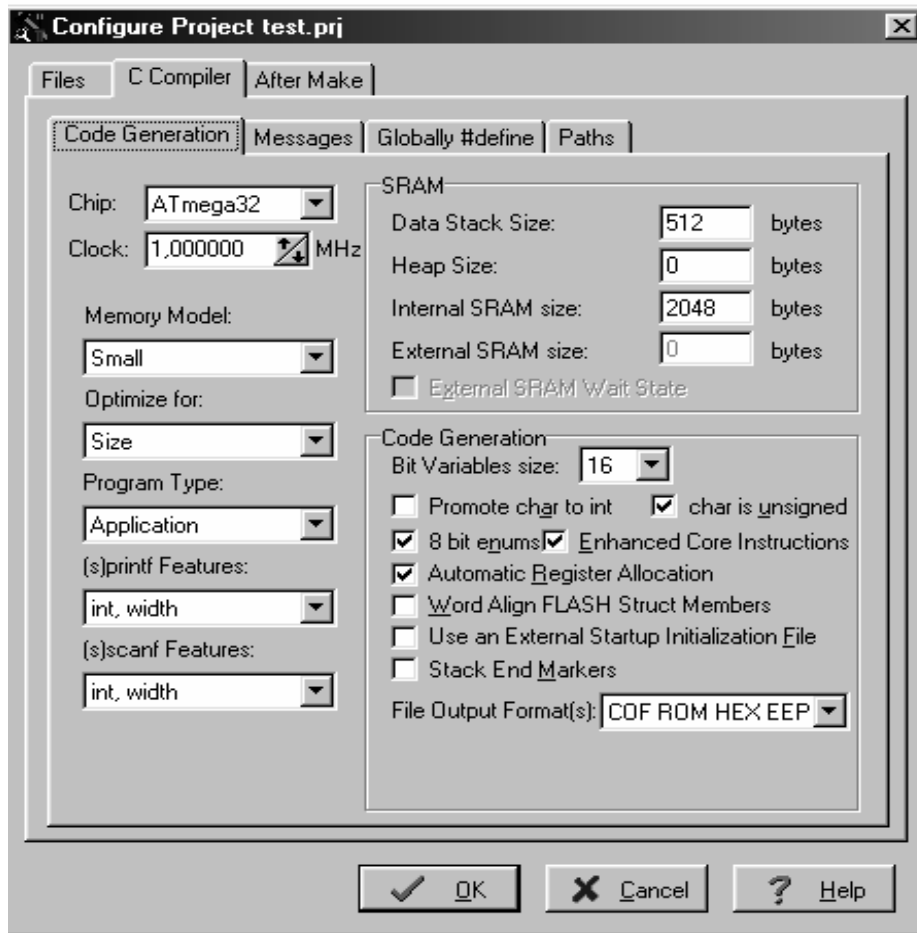 Configure Project test.prj
Files C Compiler After Make
Code Generation Messages Globally #define Paths
Chip: ATmega32
Clock: 1,000000 MHz
Memory Model:
Small
Optimize for:
Size
Program Type:
Application
(s)printf Features:
int, width
(s)scanf Features:
int, width
SRAM
Data Stack Size: 512 bytes
Heap Size: 0 bytes
Internal SRAM size: 2048 bytes
External SRAM size: 0 bytes
External SRAM Wait State
Code Generation
Bit Variables size: 16
Promote char to int char is unsigned
8 bit enums Enhanced Core Instructions
Automatic Register Allocation
Word Align FLASH Struct Members
Use an External Startup Initialization File
Stack End Markers
File Output Format(s): COF ROM HEX EEP
OK Cancel Help